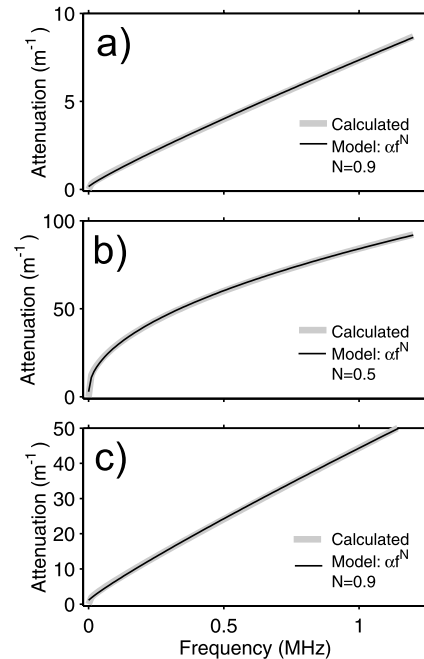 a)
Attenuation (m⁻¹)
10
5
0
Calculated
Model: αfᴺ
N=0.9
b)
Attenuation (m⁻¹)
100
50
0
Calculated
Model: αfᴺ
N=0.5
c)
Attenuation (m⁻¹)
50
40
30
20
10
0
Calculated
Model: αfᴺ
N=0.9
0 0.5 1
Frequency (MHz)